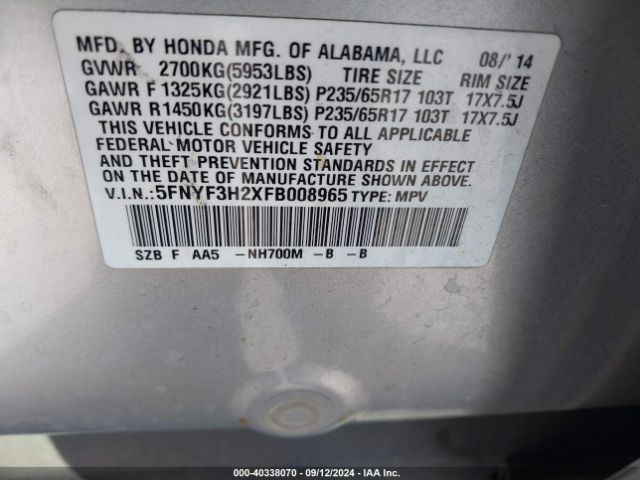 MFD. BY HONDA MFG. OF ALABAMA, LLC 08/'14
GVWR 2700KG(5953LBS) TIRE SIZE RIM SIZE
GAWR F 1325KG(2921LBS) P235/65R17 103T 17X7.5J
GAWR R1450KG(3197LBS) P235/65R17 103T 17X7.5J
THIS VEHICLE CONFORMS TO ALL APPLICABLE
FEDERAL MOTOR VEHICLE SAFETY
AND THEFT PREVENTION STANDARDS IN EFFECT
ON THE DATE OF MANUFACTURE SHOWN ABOVE.
V.I.N.:5FNYF3H2XFB008965 TYPE: MPV
SZB F AA5 -NH700M -B -B
000-40338070 - 09/12/2024 - IAA Inc.